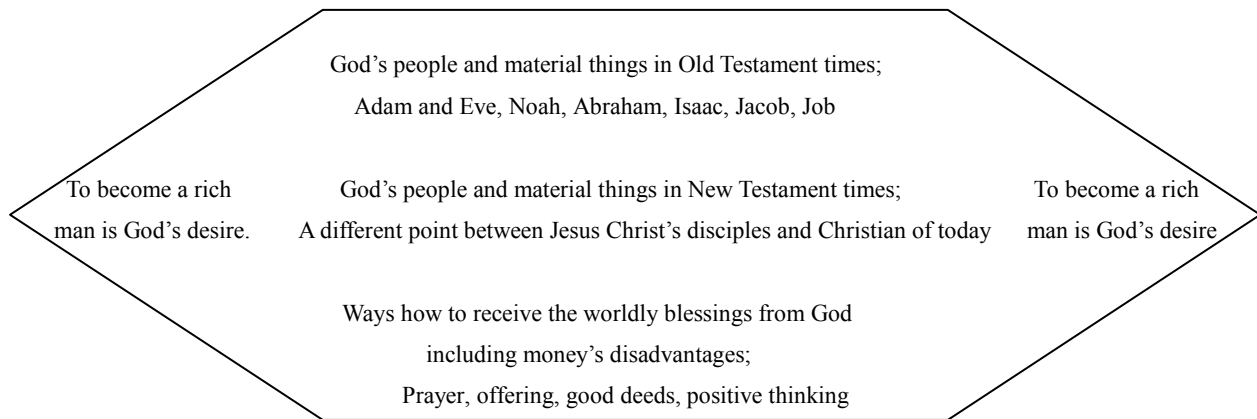 God’s people and material things in Old Testament times;
Adam and Eve, Noah, Abraham, Isaac, Jacob, Job
To become a rich
man is God’s desire.
God’s people and material things in New Testament times;
A different point between Jesus Christ’s disciples and Christian of today
To become a rich
man is God’s desire
Ways how to receive the worldly blessings from God
including money’s disadvantages;
Prayer, offering, good deeds, positive thinking